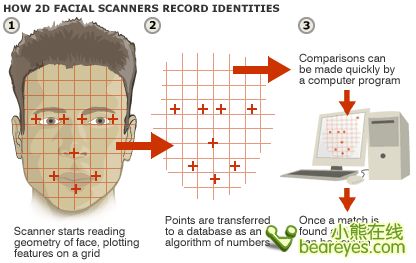 HOW 2D FACIAL SCANNERS RECORD IDENTITIES
1
2
3
Comparisons can
be made quickly by
a computer program
Scanner starts reading
geometry of face, plotting
features on a grid
Points are transferred
to a database as an
algorithm of numbers
Once a match is
found
小熊在线
beareyes.com